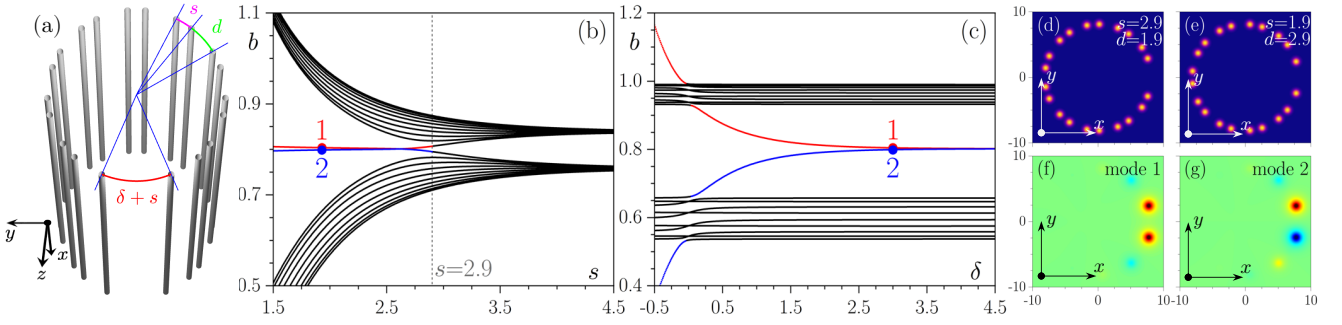 (a)
s
d
δ + s
y
z
x
(b)
b
1.1
0.9
0.7
0.5
1
2
s=2.9
s
1.5
2.5
3.5
4.5
(c)
b
1.2
1.0
0.8
0.6
0.4
1
2
δ
-0.5
0.5
1.5
2.5
3.5
4.5
(d)
s=2.9
d=1.9
y
x
10
0
-10
(e)
s=1.9
d=2.9
y
x
(f)
mode 1
y
x
10
0
-10
-10
0
10
(g)
mode 2
y
x
-10
0
10